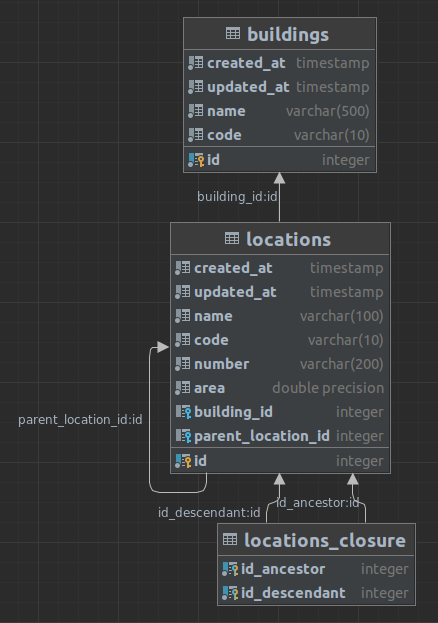 buildings
created_at timestamp
updated_at timestamp
name varchar(500)
code varchar(10)
id integer
building_id:id
locations
created_at timestamp
updated_at timestamp
name varchar(100)
code varchar(10)
number varchar(200)
area double precision
building_id integer
parent_location_id integer
id integer
parent_location_id:id
id_descendant:id
id_ancestor:id
locations_closure
id_ancestor integer
id_descendant integer